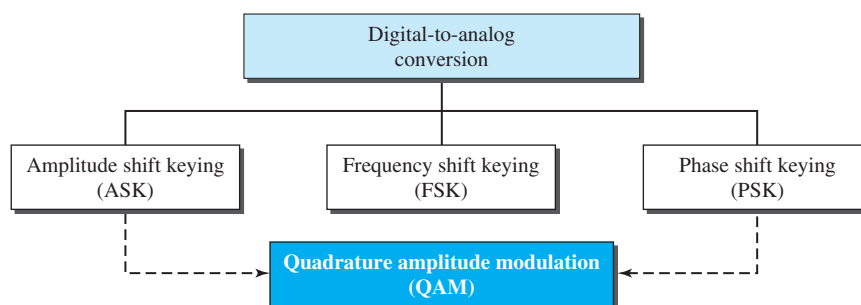 Digital-to-analog
conversion
Amplitude shift keying
(ASK)
Frequency shift keying
(FSK)
Phase shift keying
(PSK)
Quadrature amplitude modulation
(QAM)